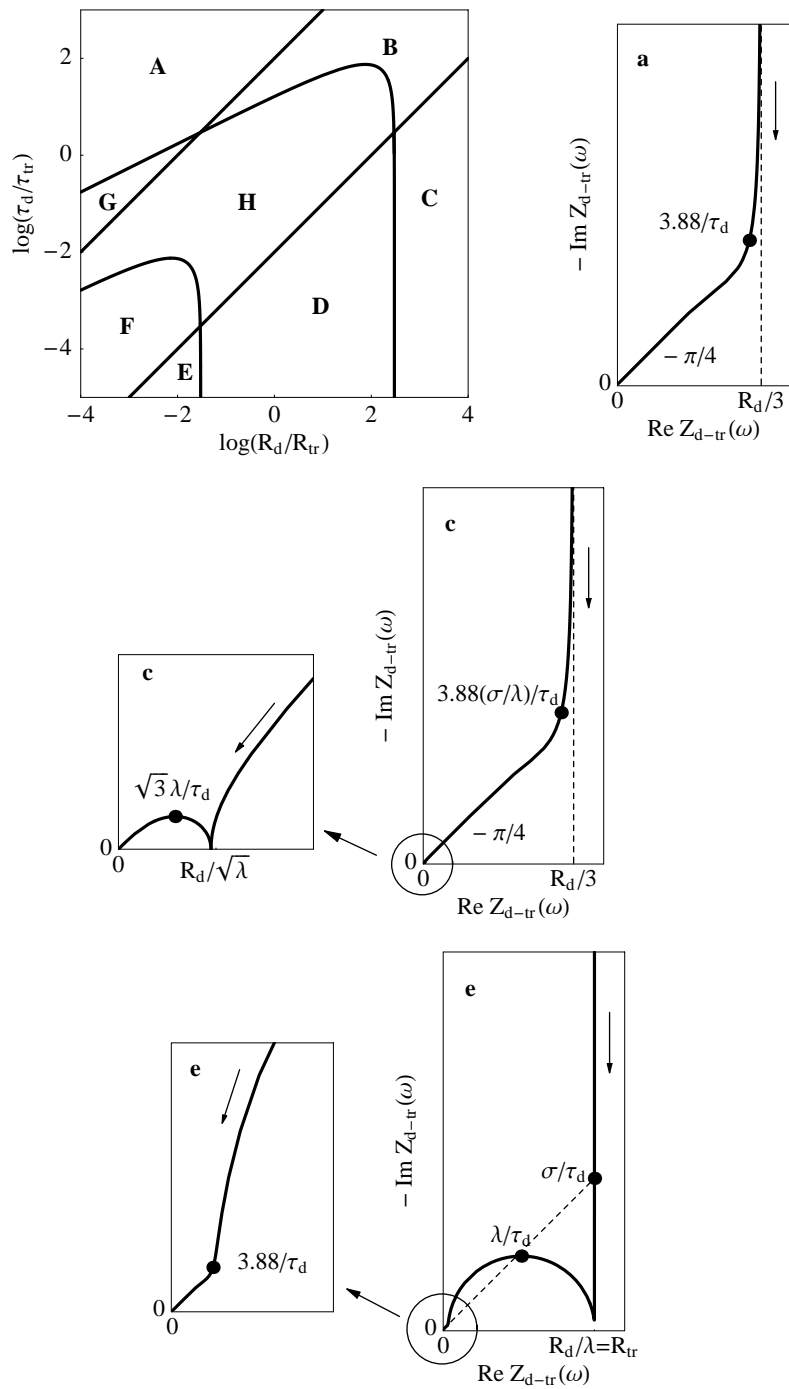 2
0
−2
−4
log(τd/τtr)
A
B
G
H
C
F
D
E
−4
−2
0
2
4
log(Rd/Rtr)
a
− Im Zd−tr(ω)
3.88/τd
− π/4
0
0
Rd/3
Re Zd−tr(ω)
c
− Im Zd−tr(ω)
3.88(σ/λ)/τd
− π/4
0
0
Rd/3
Re Zd−tr(ω)
c
√3 λ/τd
0
0
Rd/√λ
e
− Im Zd−tr(ω)
σ/τd
λ/τd
0
0
Rd/λ=Rtr
Re Zd−tr(ω)
e
3.88/τd
0
0